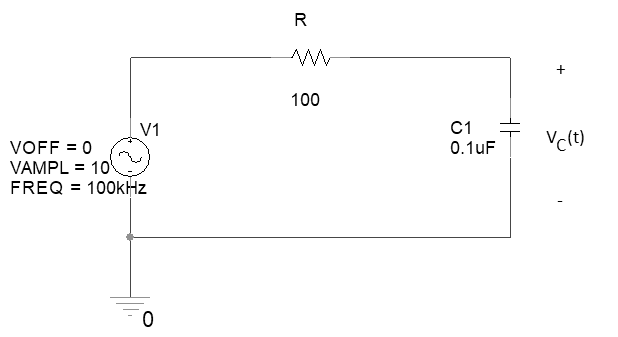 R
100
V1
VOFF = 0
VAMPL = 10
FREQ = 100kHz
C1
0.1uF
+
VC(t)
-
0